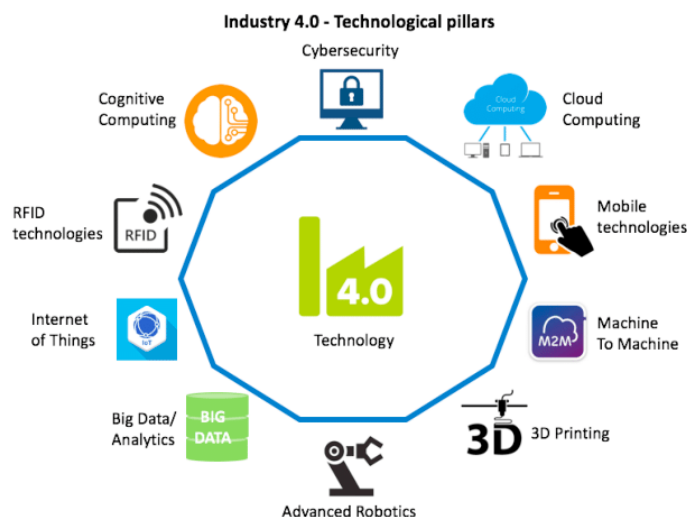 Industry 4.0 - Technological pillars
Cybersecurity
Cognitive
Computing
Cloud
Computing
Cloud
Computing
RFID
technologies
RFID
Mobile
technologies
4.0
Technology
Internet
of Things
IoT
M2M
Machine
To Machine
Big Data/
Analytics
BIG
DATA
3D
3D Printing
Advanced Robotics